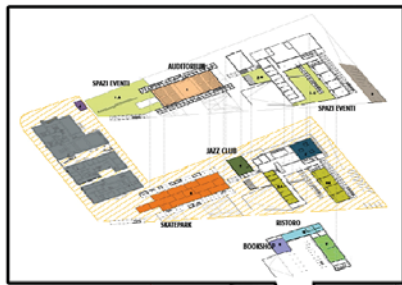 AUDITORIUM
SPAZI EVENTI
SPAZI EVENTI
JAZZ CLUB
SKATEPARK
RISTORO
BOOKSHOP